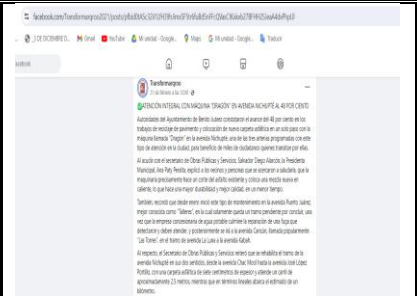 facebook.com/Transformaqroo2021/posts/
Gmail YouTube Mi unidad - Google... Maps G Mi unidad - Google... Traducir
Transformaqroo
ATENCIÓN INTEGRAL CON MÁQUINA "DRAGÓN" EN AVENIDA NICHUPTÉ AL 48 POR CIENTO
Autoridades del Ayuntamiento de Benito Juárez constataron el avance del 48 por ciento en los
trabajos de reciclaje de pavimento y colocación de nueva carpeta asfáltica en un solo paso con la
máquina llamada "Dragón" en la avenida Nichupté, una de las tres arterias programadas con este
tipo de atención en la ciudad, para beneficio de miles de ciudadanos quienes transitan por ellas.
Al acudir con el secretario de Obras Públicas y Servicios, Salvador Diego Alarcón, la Presidenta
Municipal, Ana Paty Peralta, explicó a los vecinos y personas que se acercaron a saludarla, que la
maquinaria precisamente hace un corte del asfalto existente y coloca una mezcla nueva en
caliente, lo que hace una mayor durabilidad y mejor calidad, en un menor tiempo.
También, recordó que desde enero inició este tipo de mantenimiento en la avenida Puerto Juárez,
mejor conocida como "Talleres", en la cual solamente queda un tramo pendiente por concluir, una
vez que la empresa concesionaria de agua potable culmine la reparación de una fuga que
detectaron y deben atender; y posteriormente se irá a la avenida Cancún, llamada popularmente
"Las Torres", en el tramo de avenida La Luna a la avenida Kabah.
Al respecto, el Secretario de Obras Públicas y Servicios reiteró que se rehabilita el tramo de la
avenida Nichupté en sus dos sentidos, desde la avenida Chac Mool hasta la avenida José López
Portillo, con una carpeta asfáltica de siete centímetros de espesor y atiende un carril de
aproximadamente 2.5 metros, mientras que en términos lineales abarca el estimado de un
kilómetro.